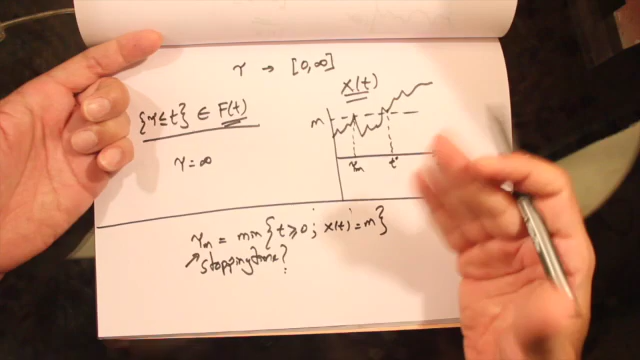 τ → [0,∞]
X(t)
{τ≤t} ∈ F(t)
m
τ = ∞
τm t*
τm = min{t≥0; X(t)=m}
stopping time?